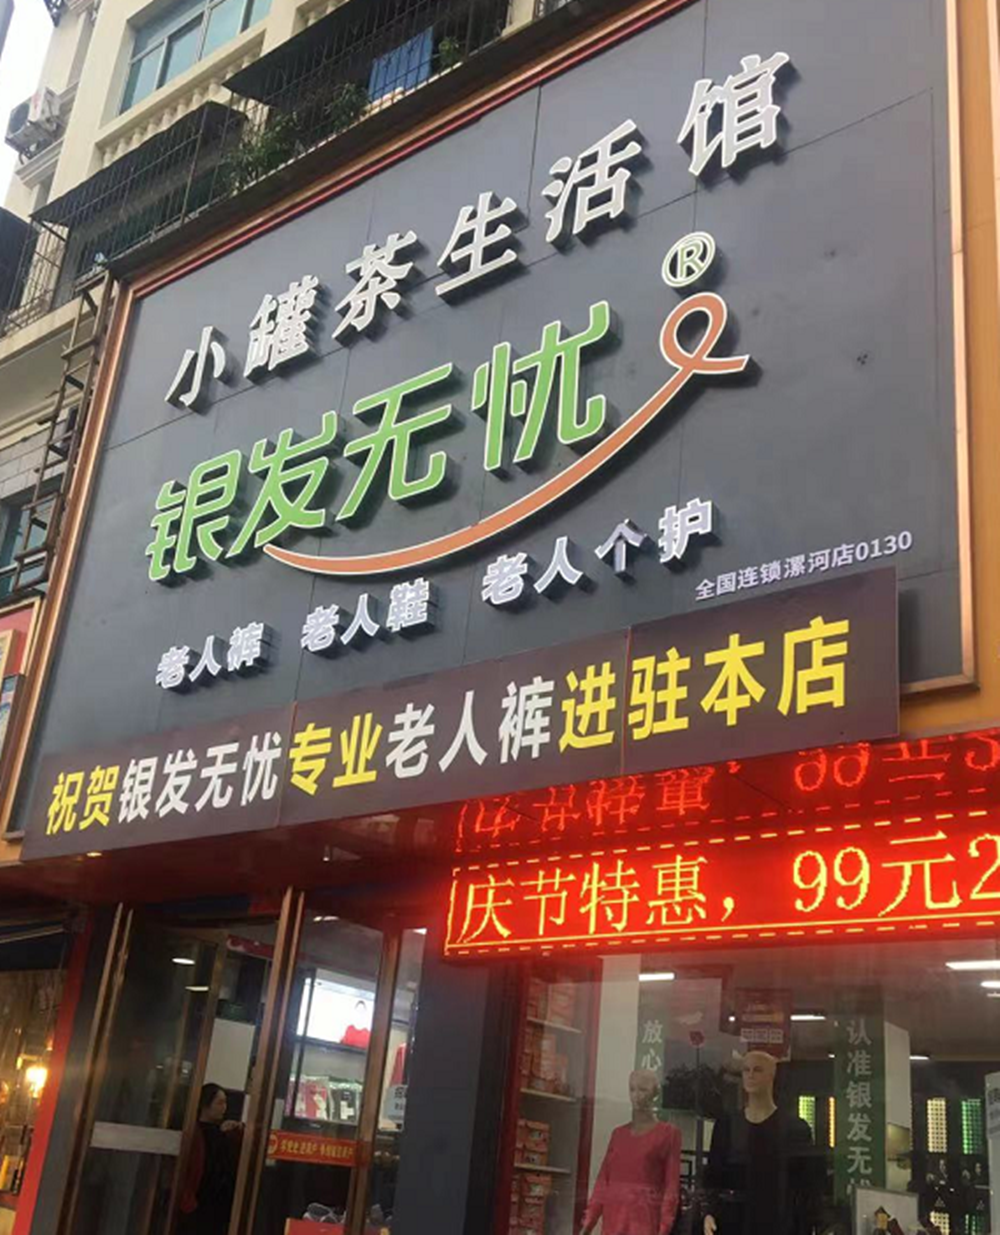 小罐茶生活馆
银发无忧®
老人裤 老人鞋 老人个护
全国连锁漯河店0130
祝贺银发无忧专业老人裤进驻本店
庆节特惠，99元2
放心
认准银发无忧